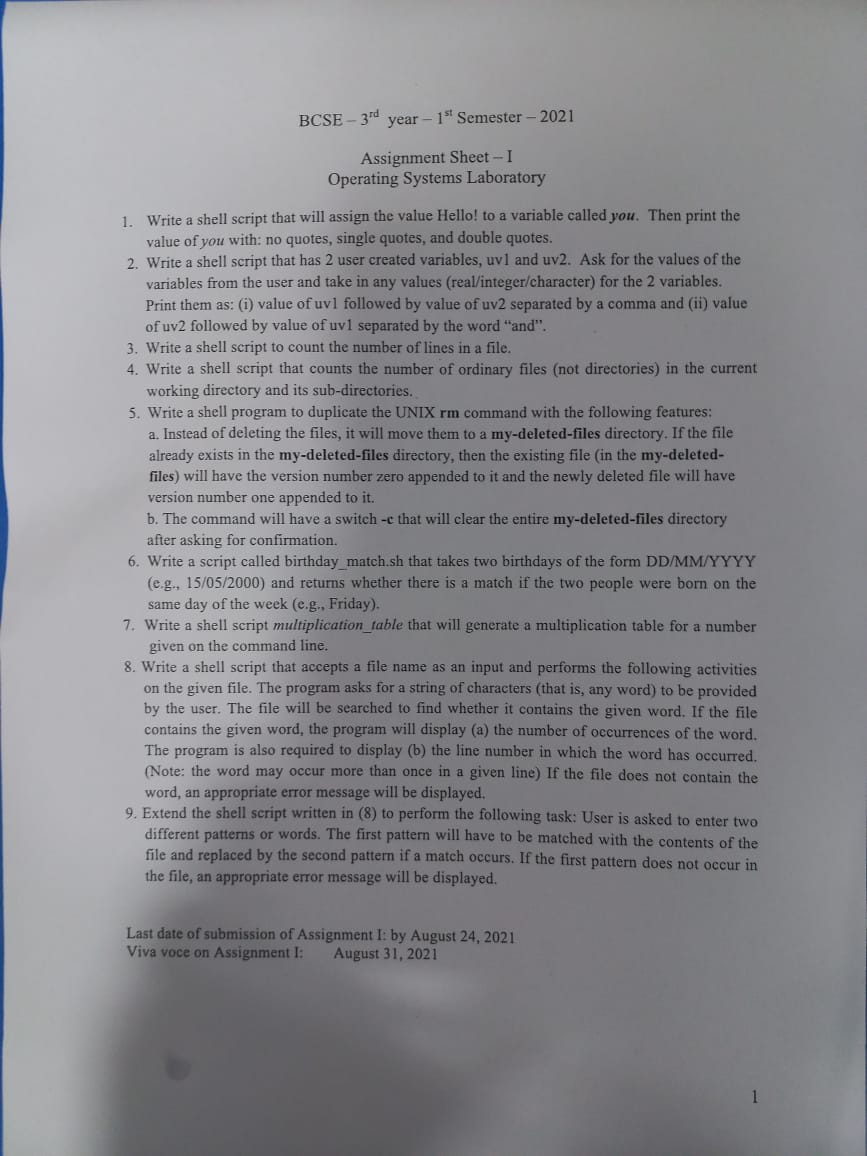 BCSE – 3rd year – 1st Semester – 2021
Assignment Sheet – I
Operating Systems Laboratory
1. Write a shell script that will assign the value Hello! to a variable called you. Then print the
value of you with: no quotes, single quotes, and double quotes.
2. Write a shell script that has 2 user created variables, uv1 and uv2. Ask for the values of the
variables from the user and take in any values (real/integer/character) for the 2 variables.
Print them as: (i) value of uv1 followed by value of uv2 separated by a comma and (ii) value
of uv2 followed by value of uv1 separated by the word “and”.
3. Write a shell script to count the number of lines in a file.
4. Write a shell script that counts the number of ordinary files (not directories) in the current
working directory and its sub-directories.
5. Write a shell program to duplicate the UNIX rm command with the following features:
a. Instead of deleting the files, it will move them to a my-deleted-files directory. If the file
already exists in the my-deleted-files directory, then the existing file (in the my-deleted-
files) will have the version number zero appended to it and the newly deleted file will have
version number one appended to it.
b. The command will have a switch -c that will clear the entire my-deleted-files directory
after asking for confirmation.
6. Write a script called birthday_match.sh that takes two birthdays of the form DD/MM/YYYY
(e.g., 15/05/2000) and returns whether there is a match if the two people were born on the
same day of the week (e.g., Friday).
7. Write a shell script multiplication_table that will generate a multiplication table for a number
given on the command line.
8. Write a shell script that accepts a file name as an input and performs the following activities
on the given file. The program asks for a string of characters (that is, any word) to be provided
by the user. The file will be searched to find whether it contains the given word. If the file
contains the given word, the program will display (a) the number of occurrences of the word.
The program is also required to display (b) the line number in which the word has occurred.
(Note: the word may occur more than once in a given line) If the file does not contain the
word, an appropriate error message will be displayed.
9. Extend the shell script written in (8) to perform the following task: User is asked to enter two
different patterns or words. The first pattern will have to be matched with the contents of the
file and replaced by the second pattern if a match occurs. If the first pattern does not occur in
the file, an appropriate error message will be displayed.
Last date of submission of Assignment I: by August 24, 2021
Viva voce on Assignment I: August 31, 2021
1